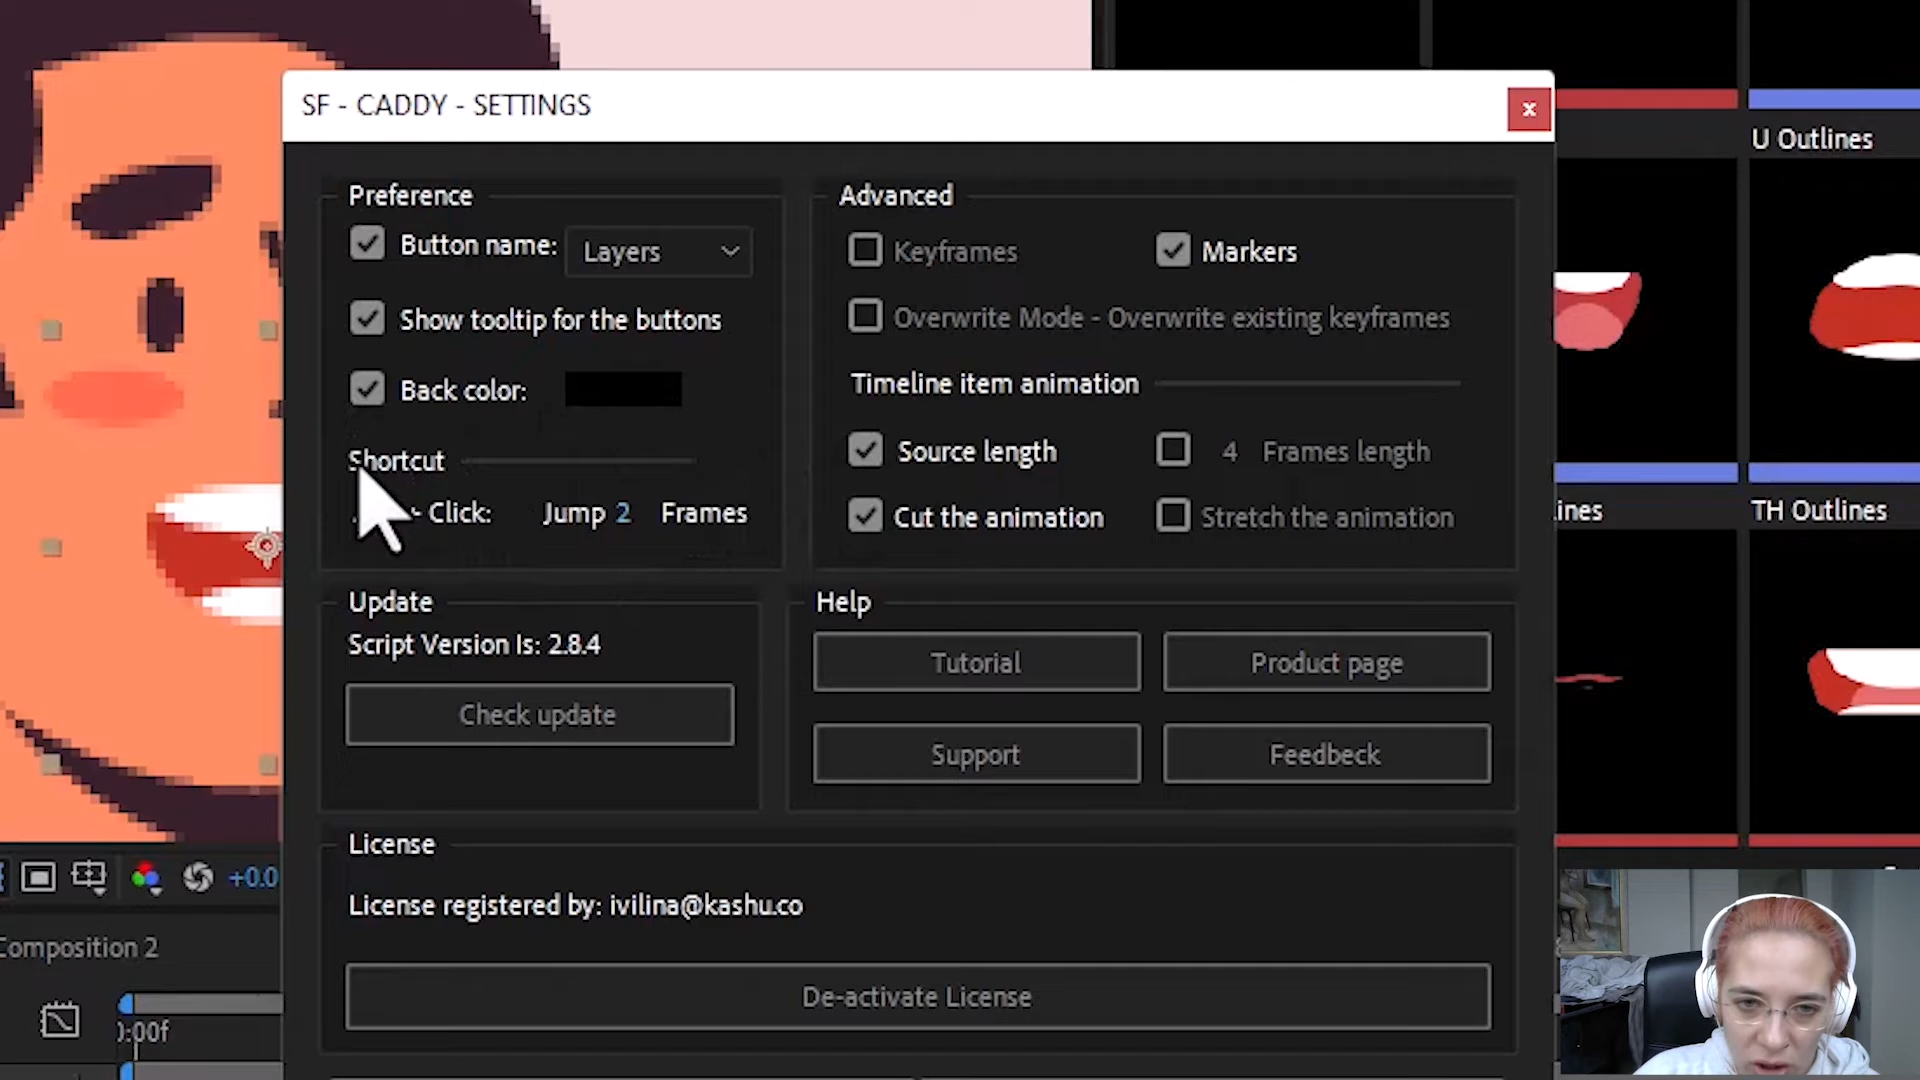 SF - CADDY - SETTINGS
x
U Outlines
Preference
Button name: Layers
Show tooltip for the buttons
Back color:
Shortcut
Click: Jump 2 Frames
Advanced
Keyframes
Markers
Overwrite Mode - Overwrite existing keyframes
Timeline item animation
Source length
4 Frames length
Cut the animation
Stretch the animation
TH Outlines
Update
Script Version Is: 2.8.4
Check update
Help
Tutorial
Product page
Support
Feedbeck
License
License registered by: ivilina@kashu.co
De-activate License
+0.0
Composition 2
0:00f